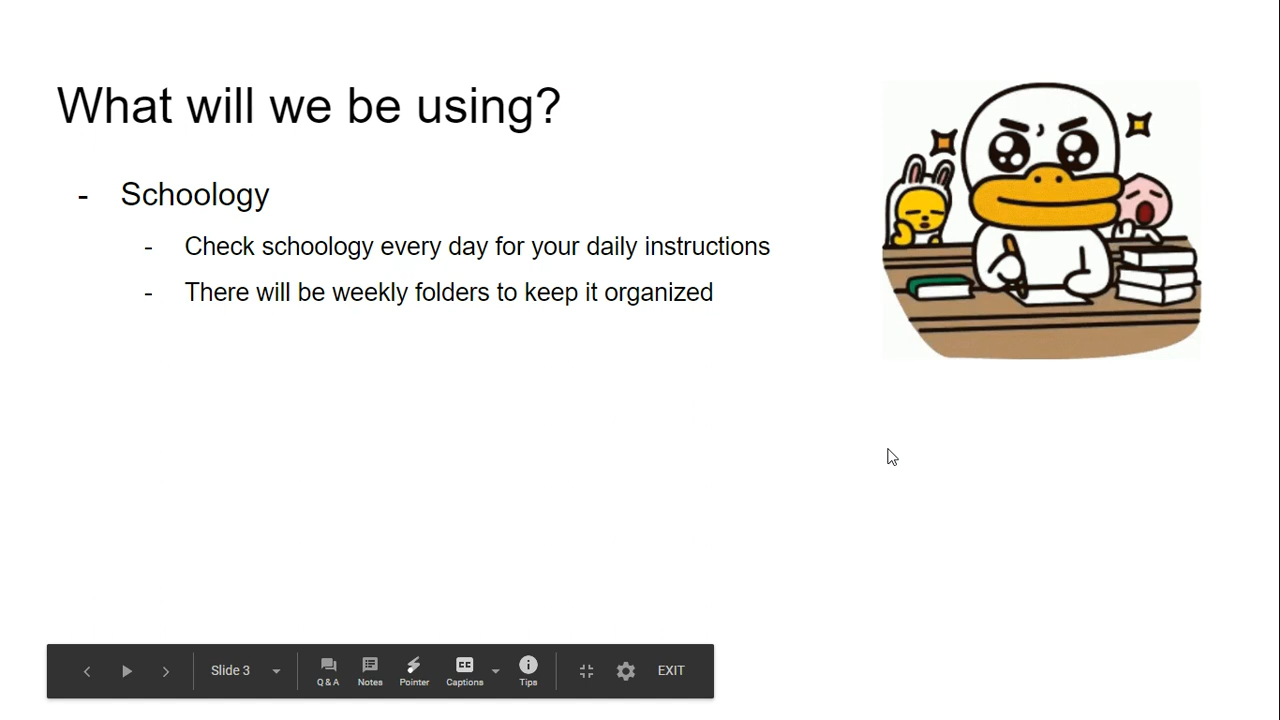 What will we be using?
- Schoology
- Check schoology every day for your daily instructions
- There will be weekly folders to keep it organized
Slide 3
Q & A
Notes
Pointer
Captions
Tips
EXIT